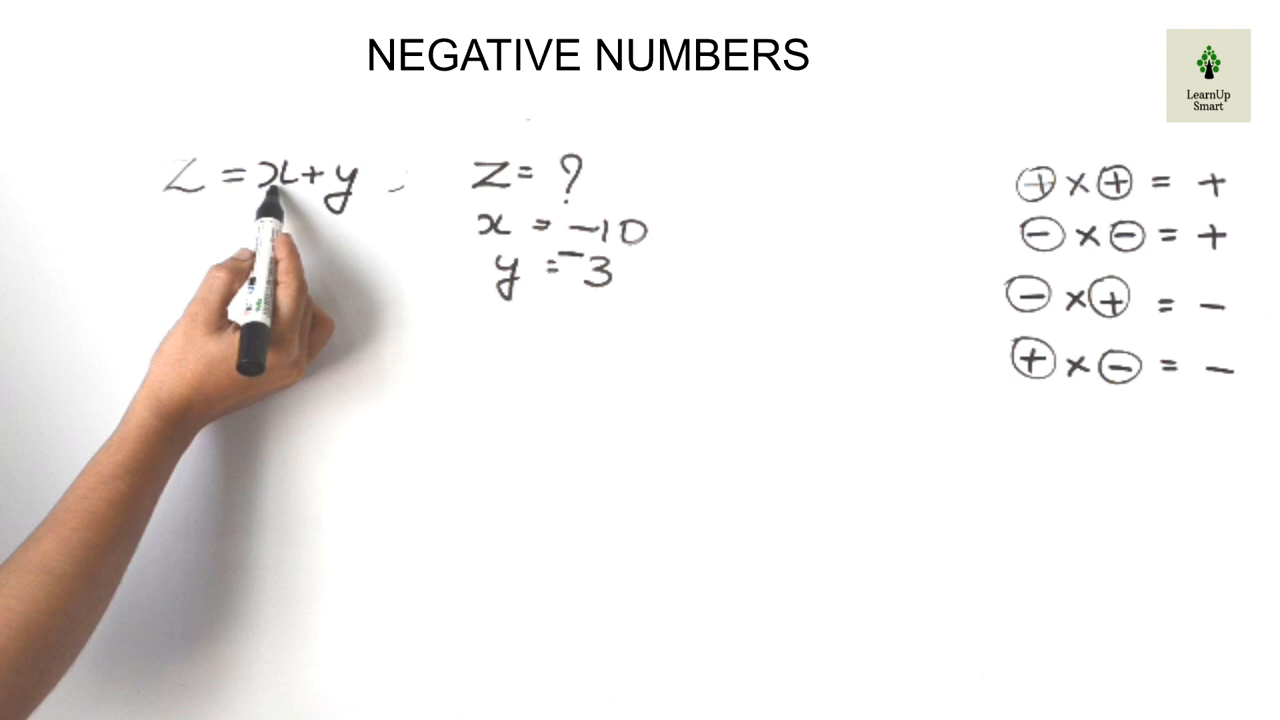 NEGATIVE NUMBERS
LearnUp
Smart
Z = x + y
Z = ?
x = -10
y = -3
+ × + = +
- × - = +
- × + = -
+ × - = -